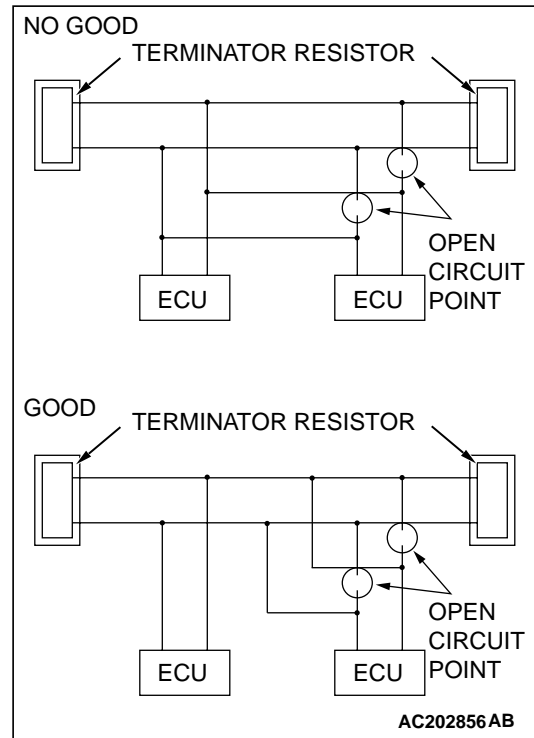 NO GOOD
TERMINATOR RESISTOR
OPEN
CIRCUIT
POINT
ECU
ECU
GOOD
TERMINATOR RESISTOR
OPEN
CIRCUIT
POINT
ECU
ECU
AC202856AB